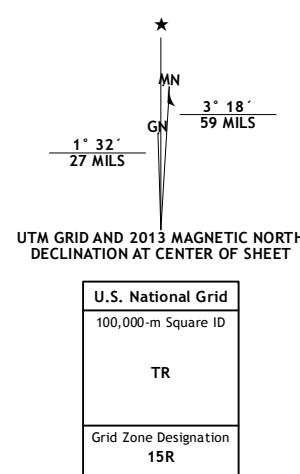 ★
MN
GN
3° 18´
59 MILS
1° 32´
27 MILS
UTM GRID AND 2013 MAGNETIC NORTH
DECLINATION AT CENTER OF SHEET
U.S. National Grid
100,000-m Square ID
TR
Grid Zone Designation
15R